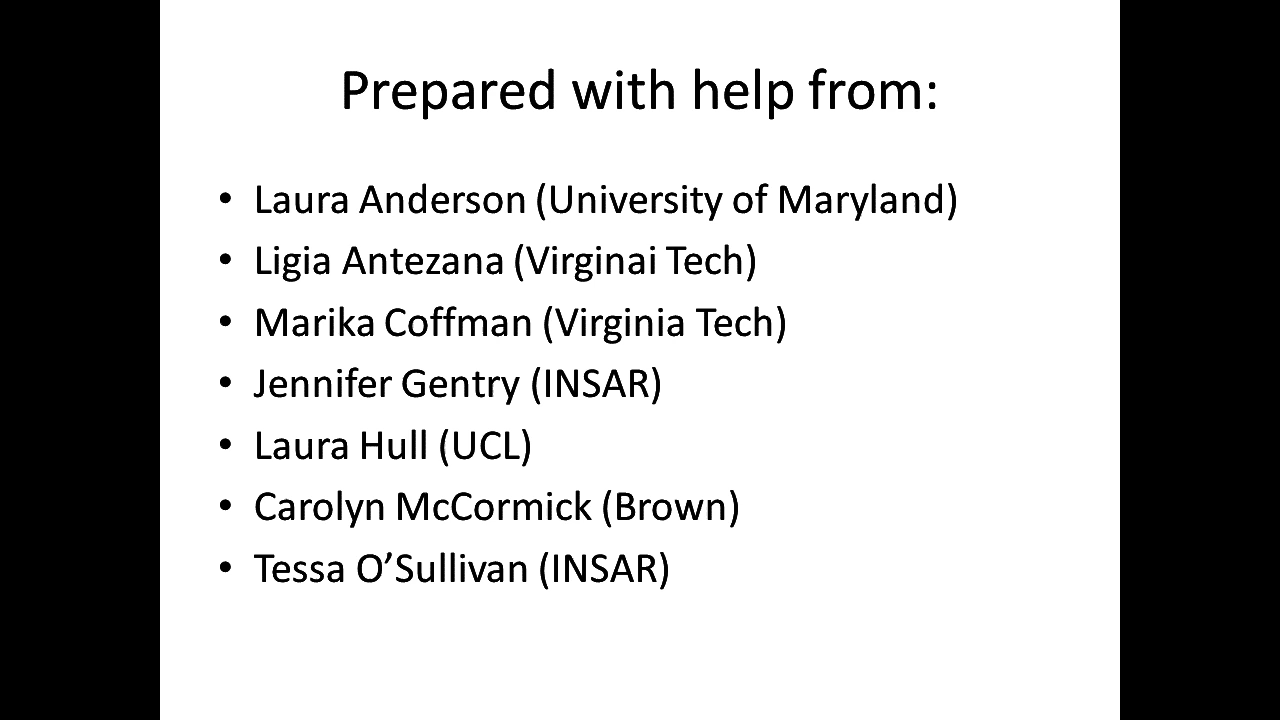 Prepared with help from:
• Laura Anderson (University of Maryland)
• Ligia Antezana (Virginai Tech)
• Marika Coffman (Virginia Tech)
• Jennifer Gentry (INSAR)
• Laura Hull (UCL)
• Carolyn McCormick (Brown)
• Tessa O’Sullivan (INSAR)